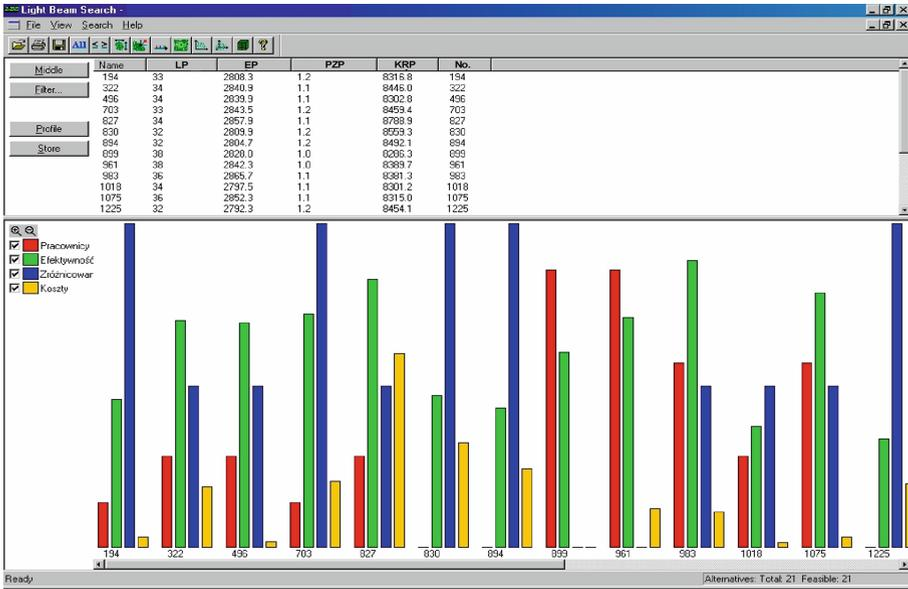 Light Beam Search -
File View Search Help
All ≤ ≥ ?
Middle
Filter...
Profile
Store
Name LP EP PZP KRP No.
194 33 2808.3 1.2 8316.8 194
322 34 2840.9 1.1 8446.0 322
496 34 2839.9 1.1 8302.8 496
703 33 2843.5 1.2 8459.4 703
827 34 2857.9 1.1 8788.9 827
830 32 2809.9 1.2 8559.3 830
894 32 2804.7 1.2 8492.1 894
899 38 2828.0 1.0 8286.3 899
961 38 2842.3 1.0 8389.7 961
983 36 2865.7 1.1 8381.3 983
1018 34 2797.5 1.1 8301.2 1018
1075 36 2852.3 1.1 8315.0 1075
1225 32 2792.3 1.2 8454.1 1225
Pracownicy
Efektywność
Zróżnicowar
Koszty
194 322 496 703 827 830 894 899 961 983 1018 1075 1225
Ready
Alternatives: Total: 21 Feasible: 21